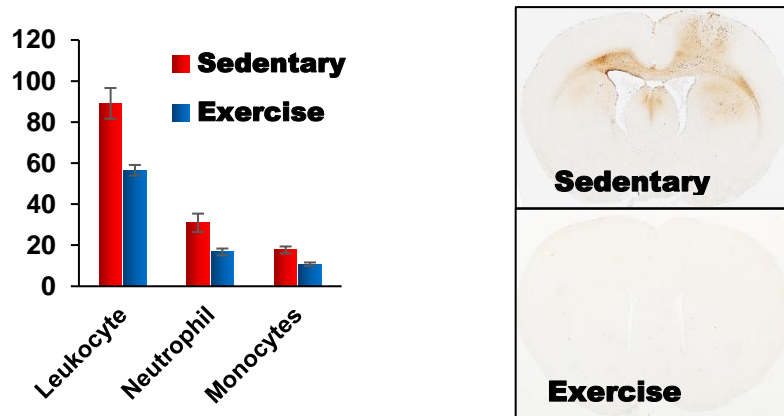 120
100
80
60
40
20
0
Sedentary
Exercise
Leukocyte
Neutrophil
Monocytes
Sedentary
Exercise